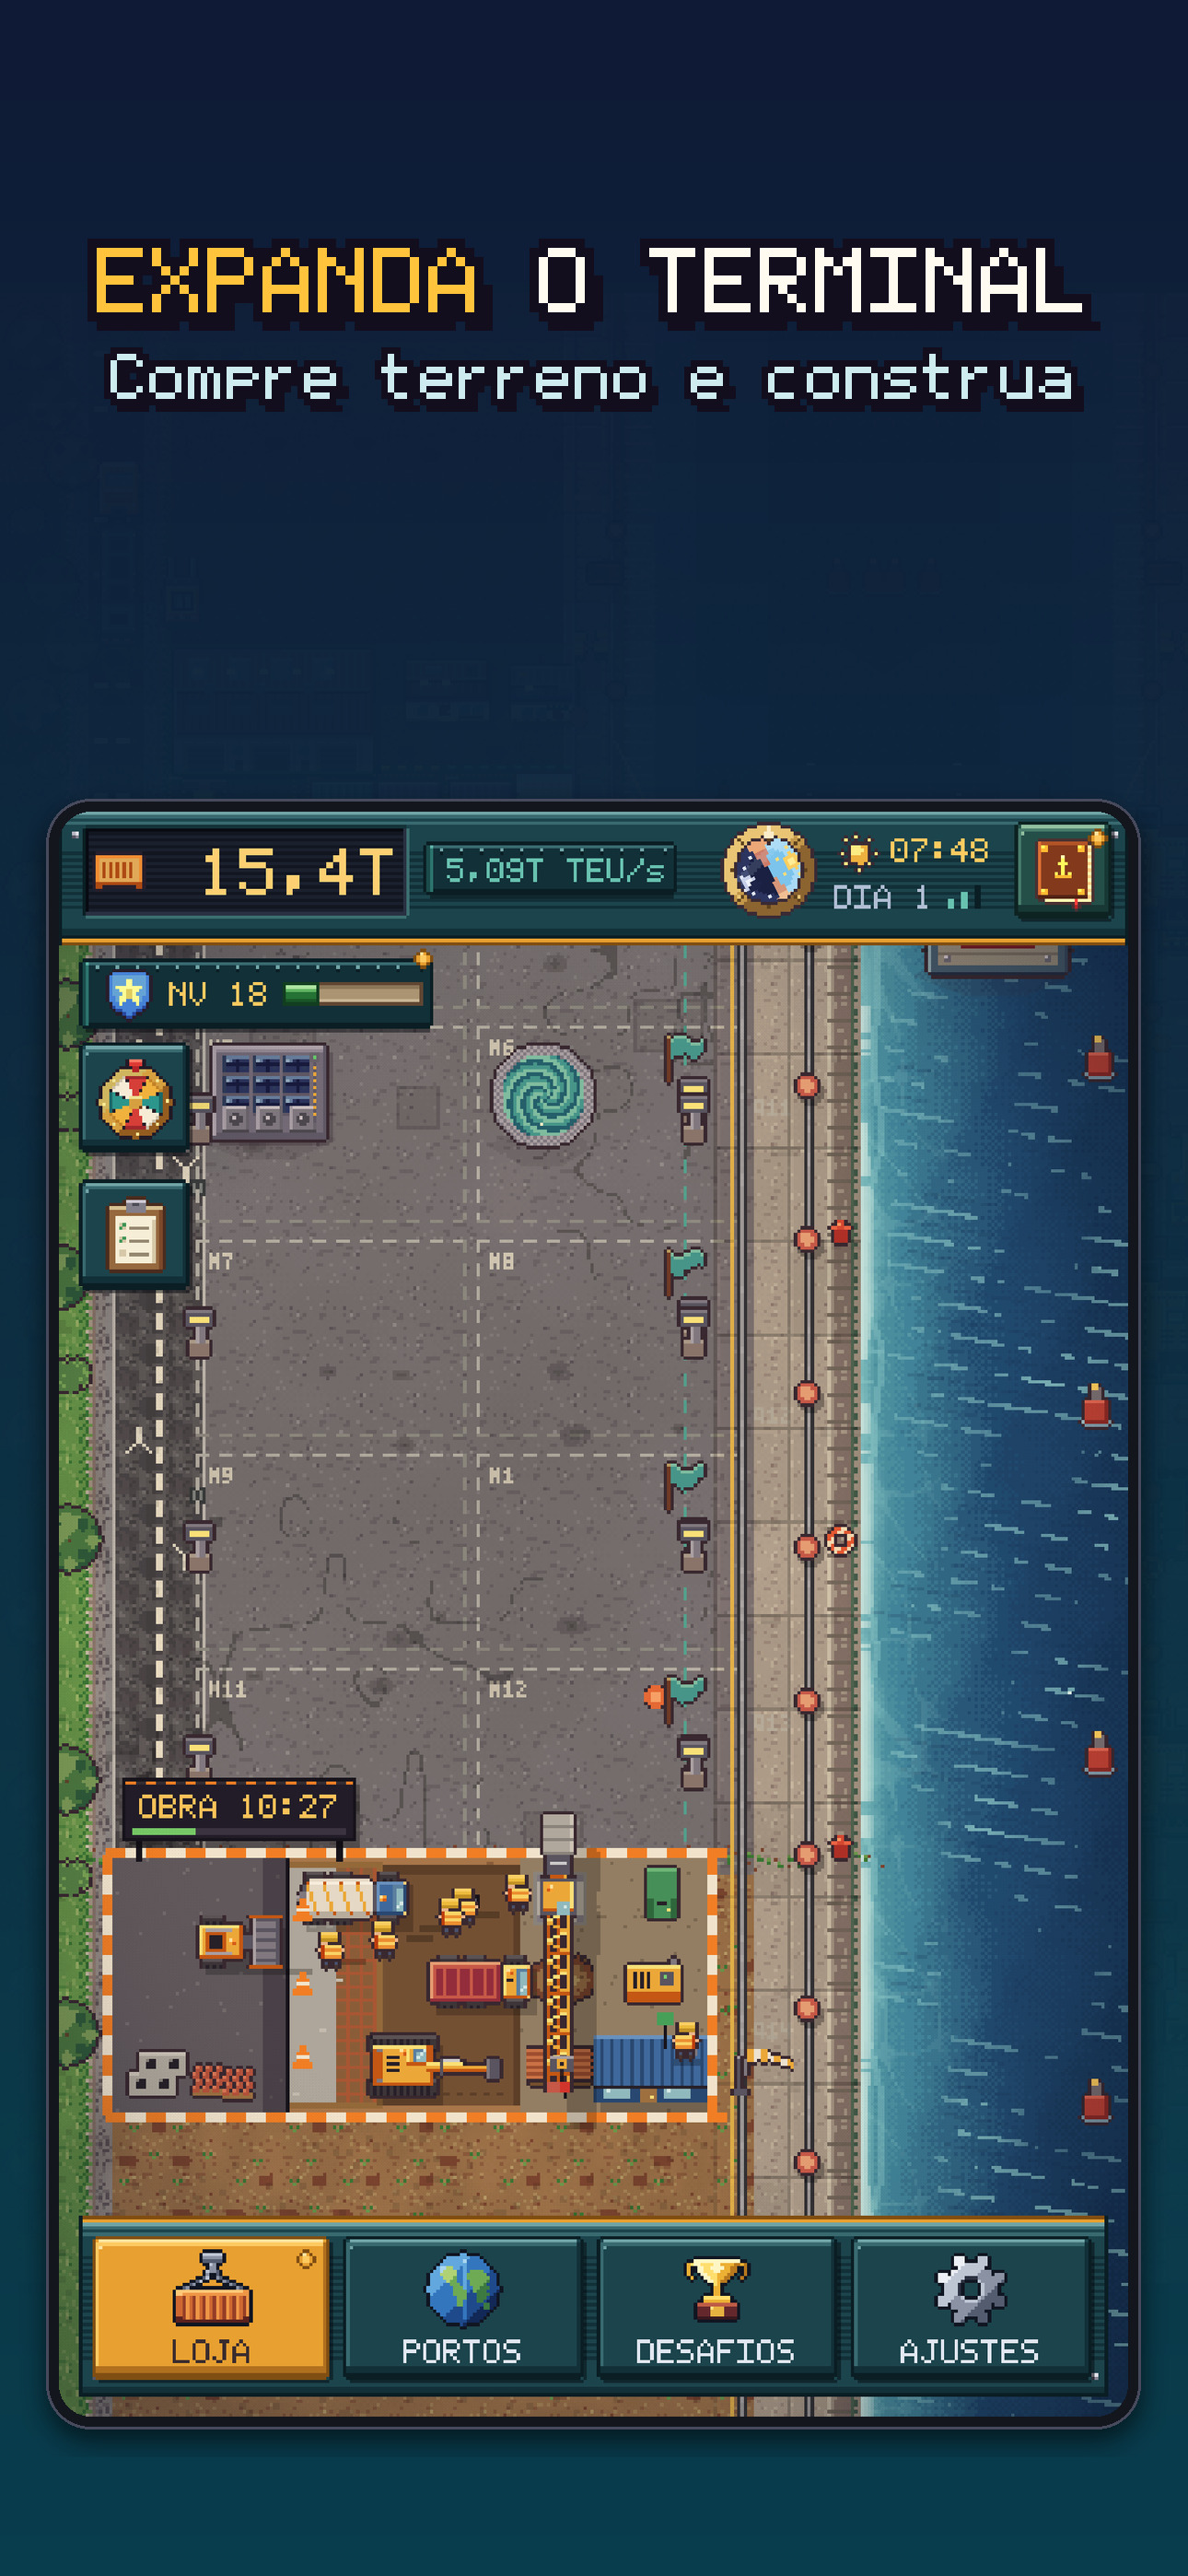 EXPANDA O TERMINAL
Compre terreno e construa
15,4T
5,09T TEU/s
07:48
DIA 1
NV 18
M6
M7
M8
M9
M1
M11
M12
OBRA 10:27
LOJA
PORTOS
DESAFIOS
AJUSTES